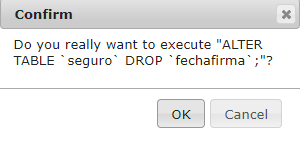 Confirm
Do you really want to execute "ALTER
TABLE `seguro` DROP `fechafirma`;"?
OK
Cancel